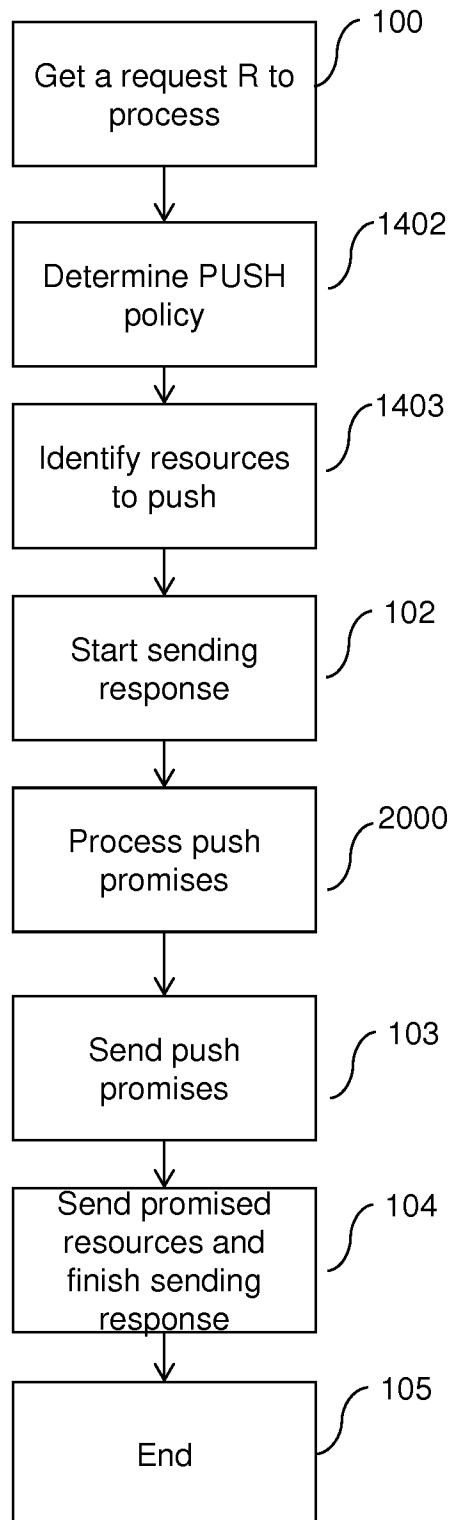 100
Get a request R to
process
1402
Determine PUSH
policy
1403
Identify resources
to push
102
Start sending
response
2000
Process push
promises
103
Send push
promises
104
Send promised
resources and
finish sending
response
105
End